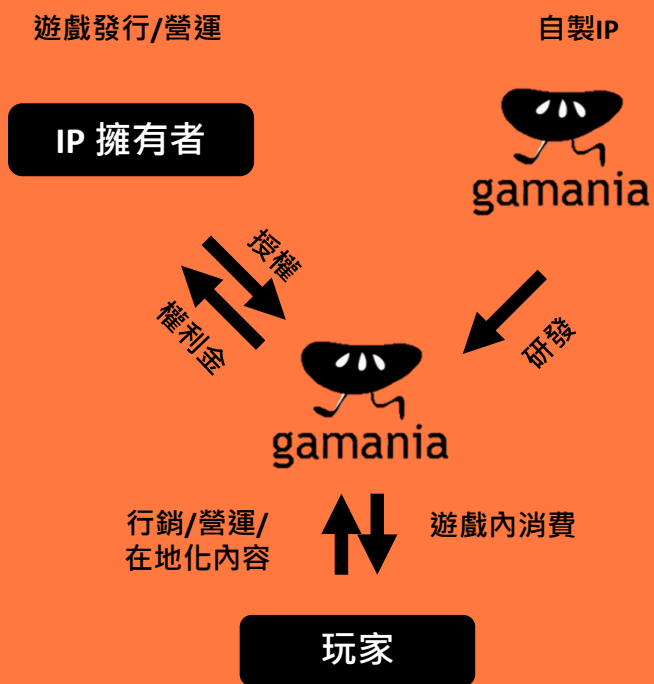 遊戲發行/營運
自製IP
IP 擁有者
gamania
授權
權利金
研發
gamania
行銷/營運/
在地化內容
遊戲內消費
玩家